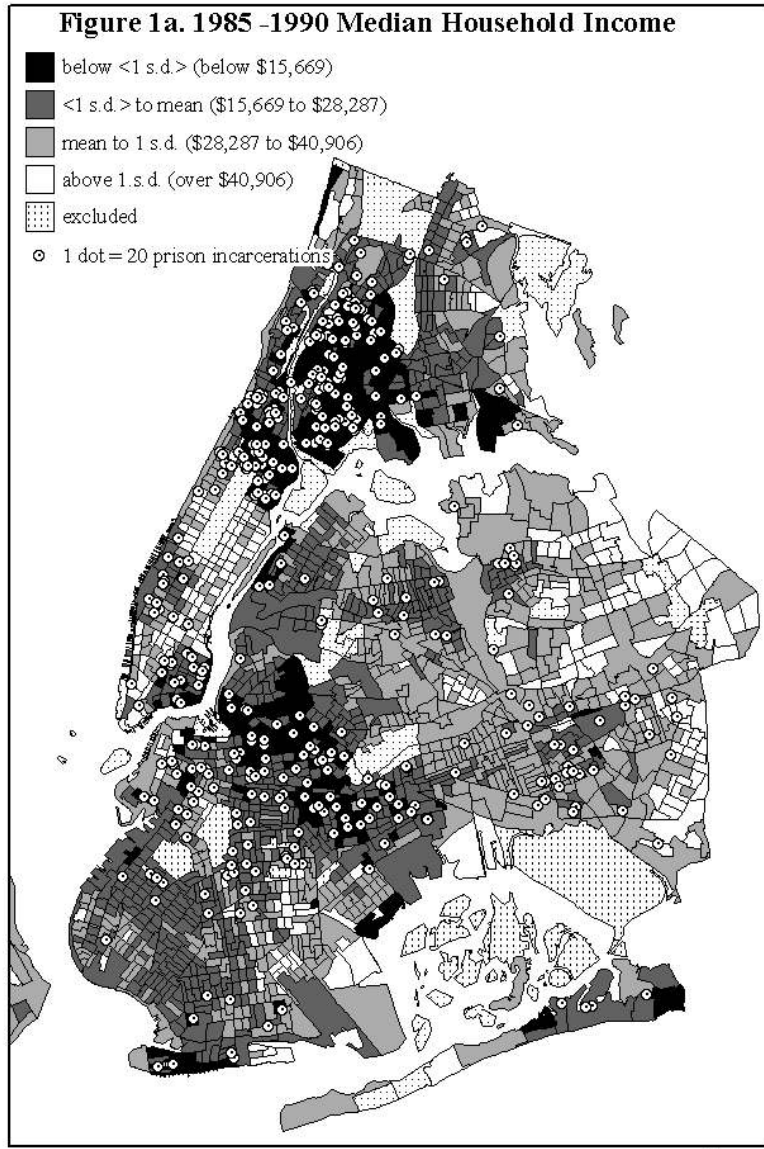 Figure 1a. 1985 -1990 Median Household Income
below <1 s.d.> (below $15,669)
<1 s.d.> to mean ($15,669 to $28,287)
mean to 1 s.d. ($28,287 to $40,906)
above 1.s.d. (over $40,906)
excluded
1 dot = 20 prison incarcerations